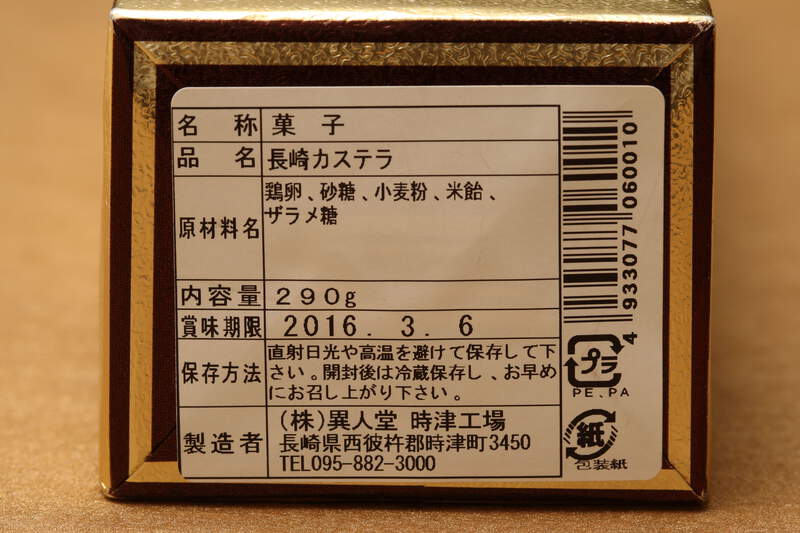 名 称 菓 子
品 名 長崎カステラ
原材料名 鶏卵、砂糖、小麦粉、米飴、
ザラメ糖
内容量 290g
賞味期限 2016. 3. 6
保存方法 直射日光や高温を避けて保存して下
さい。開封後は冷蔵保存し、お早め
にお召し上がり下さい。
製造者 (株)異人堂 時津工場
長崎県西彼杵郡時津町3450
TEL095-882-3000
4 933077 060010
プラ
PE、PA
紙
包装紙